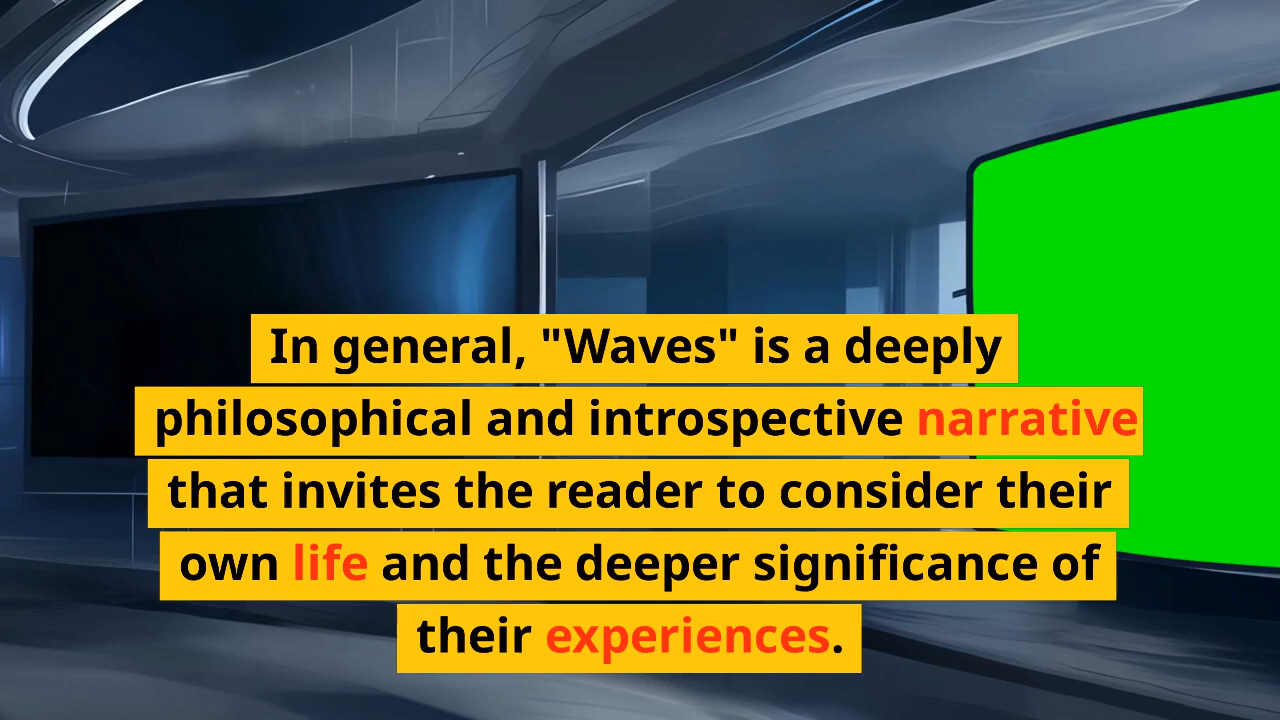 In general, "Waves" is a deeply
philosophical and introspective narrative
that invites the reader to consider their
own life and the deeper significance of
their experiences.